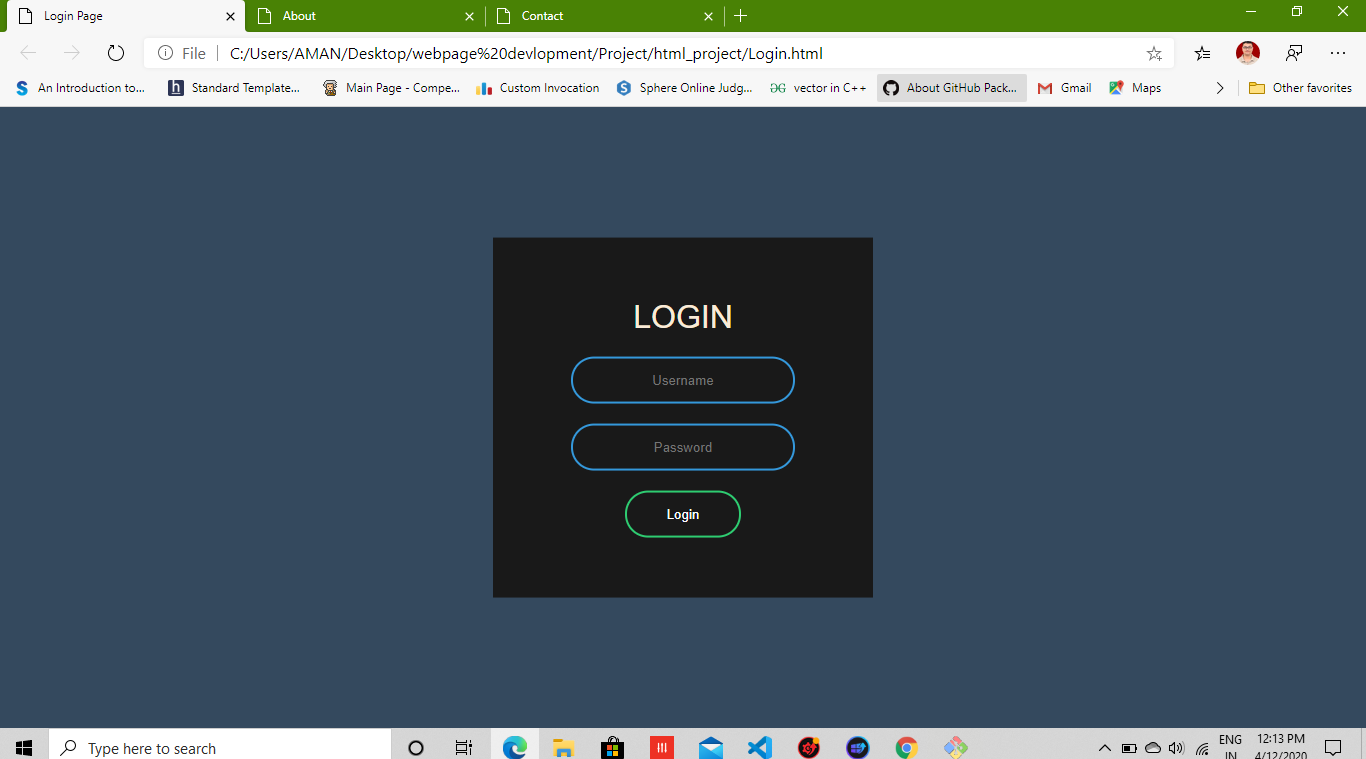 Login Page
About
Contact
File
C:/Users/AMAN/Desktop/webpage%20devlopment/Project/html_project/Login.html
An Introduction to...
Standard Template...
Main Page - Compe...
Custom Invocation
Sphere Online Judg...
vector in C++
About GitHub Pack...
Gmail
Maps
Other favorites
LOGIN
Username
Password
Login
Type here to search
ENG
IN
12:13 PM
4/12/2020